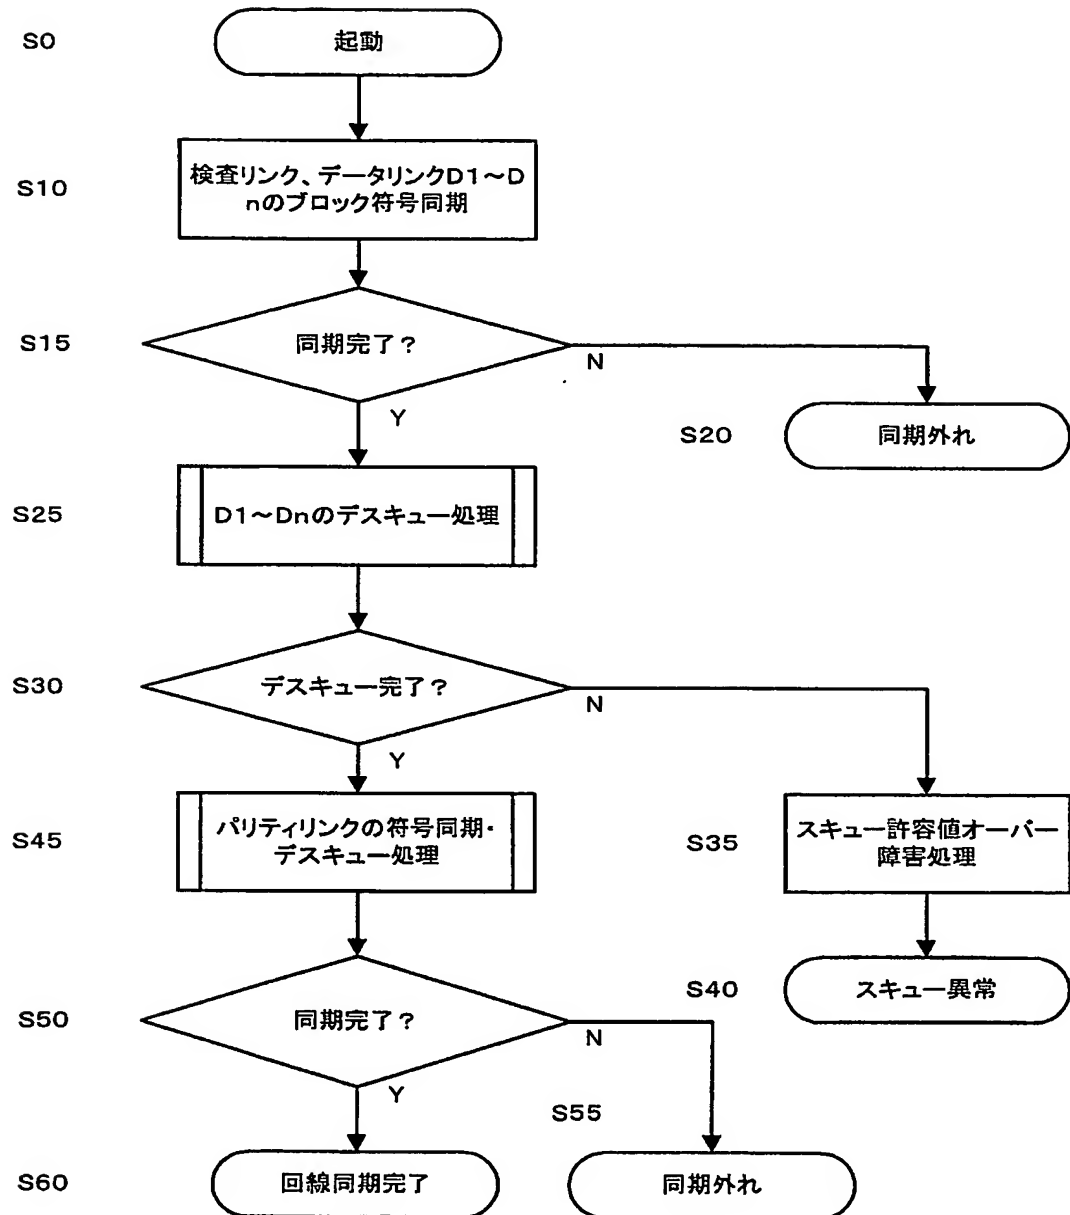 S0
起動
S10
検査リンク、データリンクD1～D
nのブロック符号同期
S15
同期完了？
N
Y
S20
同期外れ
S25
D1～Dnのデスキュー処理
S30
デスキュー完了？
N
Y
S45
パリティリンクの符号同期・
デスキュー処理
S35
スキュー許容値オーバー
障害処理
S40
スキュー異常
S50
同期完了？
N
Y
S55
S60
回線同期完了
同期外れ